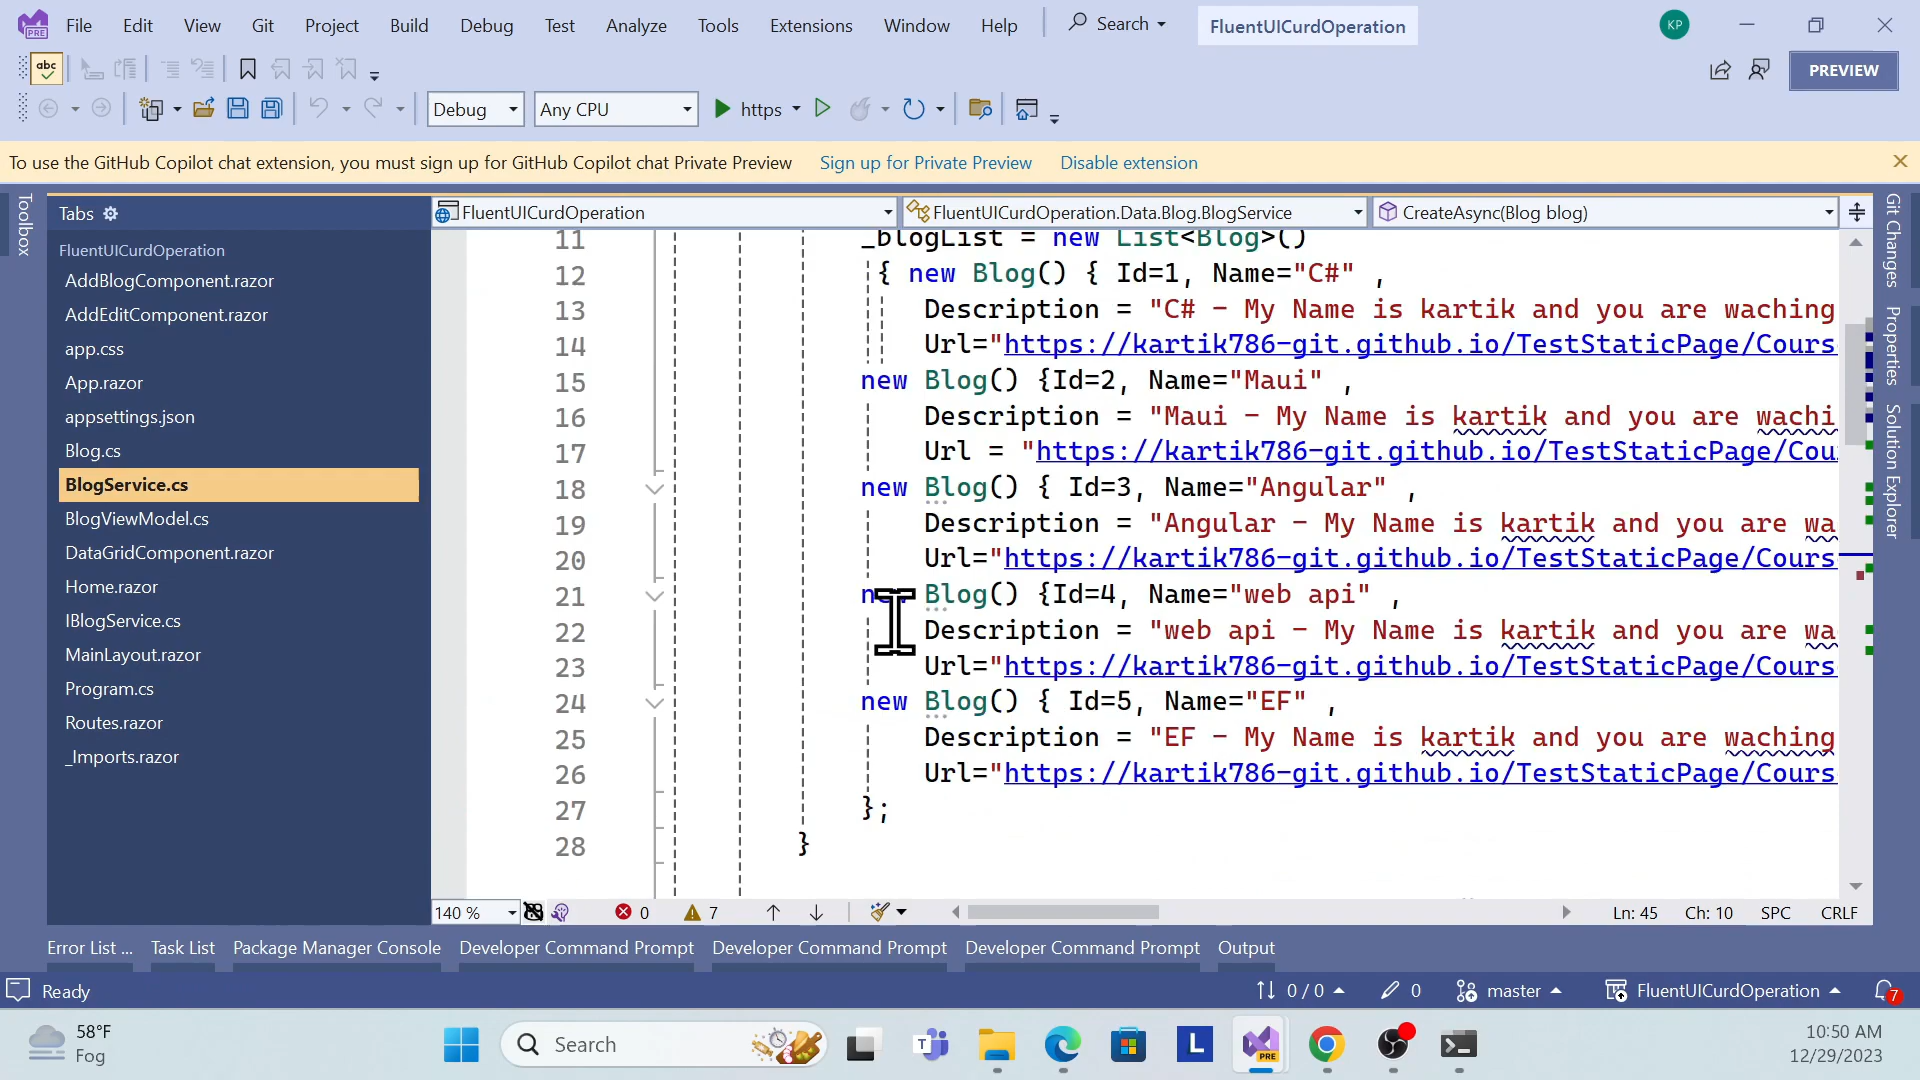 File Edit View Git Project Build Debug Test Analyze Tools Extensions Window Help Search FluentUICurdOperation KP
abc PREVIEW
Debug Any CPU https
To use the GitHub Copilot chat extension, you must sign up for GitHub Copilot chat Private Preview Sign up for Private Preview Disable extension
Toolbox
Tabs
FluentUICurdOperation
AddBlogComponent.razor
AddEditComponent.razor
app.css
App.razor
appsettings.json
Blog.cs
BlogService.cs
BlogViewModel.cs
DataGridComponent.razor
Home.razor
IBlogService.cs
MainLayout.razor
Program.cs
Routes.razor
_Imports.razor
FluentUICurdOperation FluentUICurdOperation.Data.Blog.BlogService CreateAsync(Blog blog)
11 _blogList = new List<Blog>()
12 { new Blog() { Id=1, Name="C#" ,
13 Description = "C# - My Name is kartik and you are waching
14 Url="https://kartik786-git.github.io/TestStaticPage/Cours
15 new Blog() {Id=2, Name="Maui" ,
16 Description = "Maui - My Name is kartik and you are wachi
17 Url = "https://kartik786-git.github.io/TestStaticPage/Cou
18 new Blog() { Id=3, Name="Angular" ,
19 Description = "Angular - My Name is kartik and you are wa
20 Url="https://kartik786-git.github.io/TestStaticPage/Cours
21 new Blog() {Id=4, Name="web api" ,
22 Description = "web api - My Name is kartik and you are wa
23 Url="https://kartik786-git.github.io/TestStaticPage/Cours
24 new Blog() { Id=5, Name="EF" ,
25 Description = "EF - My Name is kartik and you are waching
26 Url="https://kartik786-git.github.io/TestStaticPage/Cours
27 };
28 }
Git Changes
Properties
Solution Explorer
140 % 0 7 Ln: 45 Ch: 10 SPC CRLF
Error List ... Task List Package Manager Console Developer Command Prompt Developer Command Prompt Developer Command Prompt Output
Ready 0 / 0 0 master FluentUICurdOperation 7
58°F
Fog
Search
L
PRE
10:50 AM
12/29/2023